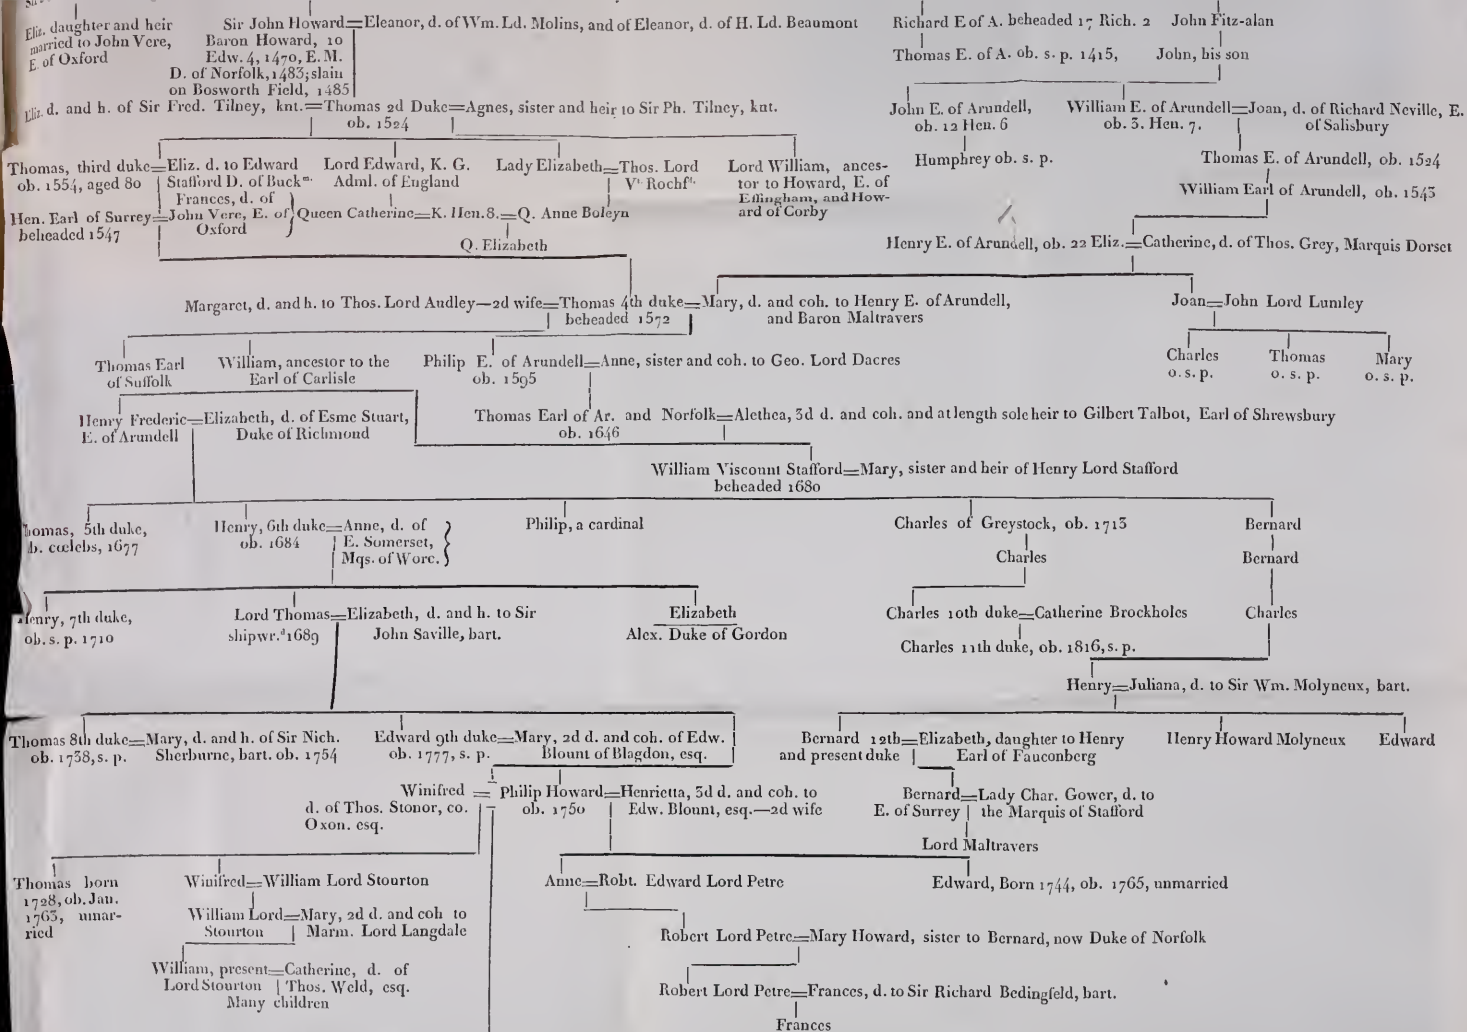 Eliz. daughter and heir
married to John Vere,
E. of Oxford
Sir John Howard=Eleanor, d. of Wm. Ld. Molins, and of Eleanor, d. of H. Ld. Beaumont
Baron Howard, 10
Edw. 4, 1470, E. M.
D. of Norfolk, 1483; slain
on Bosworth Field, 1485
Richard E of A. beheaded 17 Rich. 2
John Fitz-alan
Thomas E. of A. ob. s. p. 1415,
John, his son
Eliz. d. and h. of Sir Fred. Tilney, knt.=Thomas 2d Duke=Agnes, sister and heir to Sir Ph. Tilney, knt.
ob. 1524
John E. of Arundell,
ob. 12 Hen. 6
William E. of Arundell=Joan, d. of Richard Neville, E.
ob. 3. Hen. 7.
of Salisbury
Humphrey ob. s. p.
Thomas E. of Arundell, ob. 1524
William Earl of Arundell, ob. 1543
Thomas, third duke=Eliz. d. to Edward
ob. 1554, aged 80
Stafford D. of Buckm.
Lord Edward, K. G.
Adml. of England
Lady Elizabeth=Thos. Lord
Vt. Rochfd.
Lord William, ances-
tor to Howard, E. of
Effingham, and How-
ard of Corby
Frances, d. of
Hen. Earl of Surrey=John Vere, E. of
beheaded 1547
Oxford
Queen Catherine=K. Hen. 8.=Q. Anne Boleyn
Q. Elizabeth
Henry E. of Arundell, ob. 22 Eliz.=Catherine, d. of Thos. Grey, Marquis Dorset
Margaret, d. and h. to Thos. Lord Audley—2d wife=Thomas 4th duke=Mary, d. and coh. to Henry E. of Arundell,
beheaded 1572
and Baron Maltravers
Joan=John Lord Lumley
Charles
o. s. p.
Thomas
o. s. p.
Mary
o. s. p.
Thomas Earl
of Suffolk
William, ancestor to the
Earl of Carlisle
Philip E. of Arundell=Anne, sister and coh. to Geo. Lord Dacres
ob. 1595
Henry Frederic=Elizabeth, d. of Esme Stuart,
E. of Arundell
Duke of Richmond
Thomas Earl of Ar. and Norfolk=Alethea, 3d d. and coh. and at length sole heir to Gilbert Talbot, Earl of Shrewsbury
ob. 1646
William Viscount Stafford=Mary, sister and heir of Henry Lord Stafford
beheaded 1680
homas, 5th duke,
b. cœlebs, 1677
Henry, 6th duke=Anne, d. of
ob. 1684
E. Somerset,
Mqs. of Worc.
Philip, a cardinal
Charles of Greystock, ob. 1713
Bernard
Charles
Bernard
Henry, 7th duke,
ob. s. p. 1710
Lord Thomas=Elizabeth, d. and h. to Sir
shipwr.d 1689
John Saville, bart.
Elizabeth
Alex. Duke of Gordon
Charles 10th duke=Catherine Brockholes
Charles
Charles 11th duke, ob. 1816, s. p.
Henry=Juliana, d. to Sir Wm. Molyneux, bart.
Thomas 8th duke=Mary, d. and h. of Sir Nich.
ob. 1738, s. p.
Sherburne, bart. ob. 1754
Edward 9th duke=Mary, 2d d. and coh. of Edw.
ob. 1777, s. p.
Blount of Blagdon, esq.
Bernard 12th=Elizabeth, daughter to Henry
and present duke
Earl of Fauconberg
Henry Howard Molyneux
Edward
Winifred = Philip Howard=Henrietta, 3d d. and coh. to
d. of Thos. Stonor, co.
Oxon. esq.
ob. 1750
Edw. Blount, esq.—2d wife
Bernard=Lady Char. Gower, d. to
E. of Surrey
the Marquis of Stafford
Lord Maltravers
Thomas born
1728, ob. Jan.
1763, unmar-
ried
Winifred=William Lord Stourton
Anne=Robt. Edward Lord Petre
Edward, Born 1744, ob. 1765, unmarried
William Lord=Mary, 2d d. and coh to
Stourton
Marm. Lord Langdale
Robert Lord Petre=Mary Howard, sister to Bernard, now Duke of Norfolk
William, present=Catherine, d. of
Lord Stourton
Thos. Weld, esq.
Many children
Robert Lord Petre=Frances, d. to Sir Richard Bedingfeld, bart.
Frances